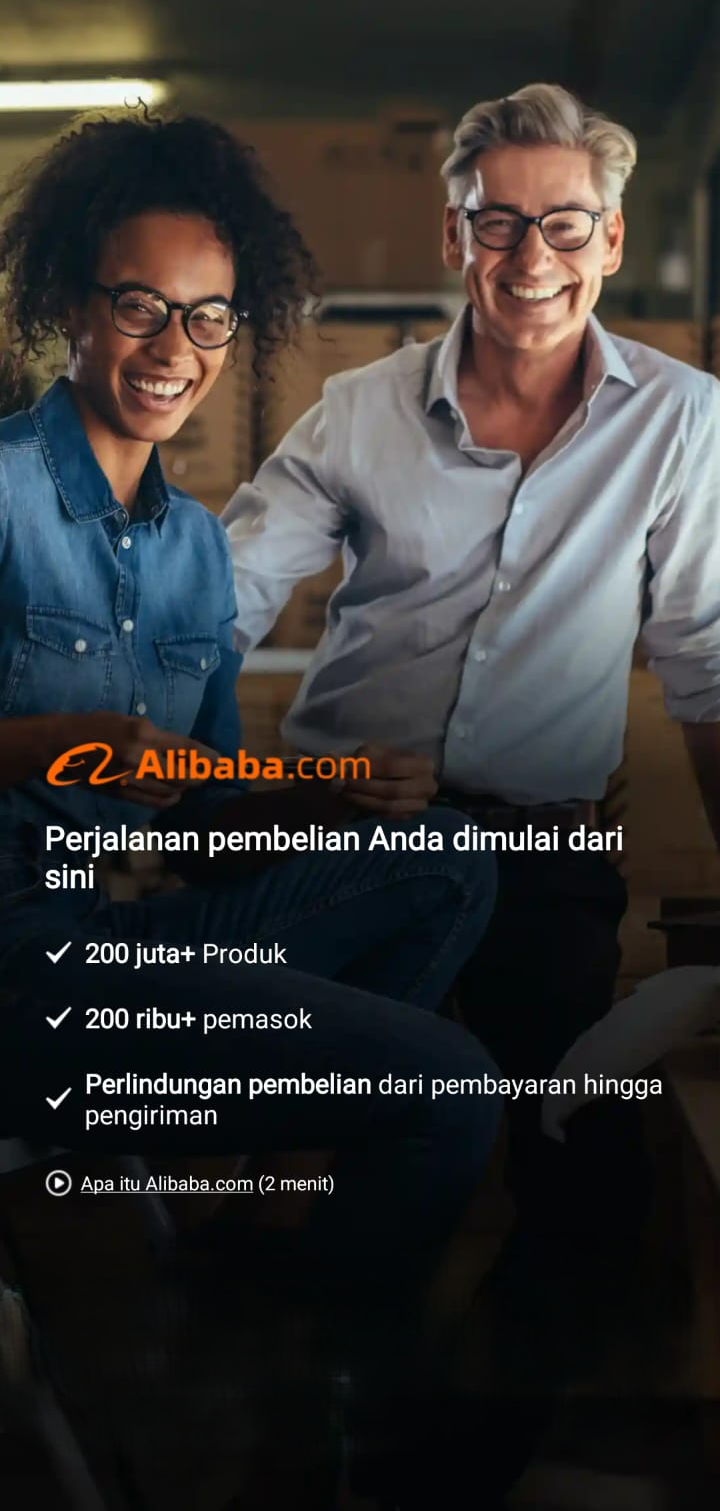 Alibaba.com
Perjalanan pembelian Anda dimulai dari
sini
200 juta+ Produk
200 ribu+ pemasok
Perlindungan pembelian dari pembayaran hingga
pengiriman
Apa itu Alibaba.com (2 menit)